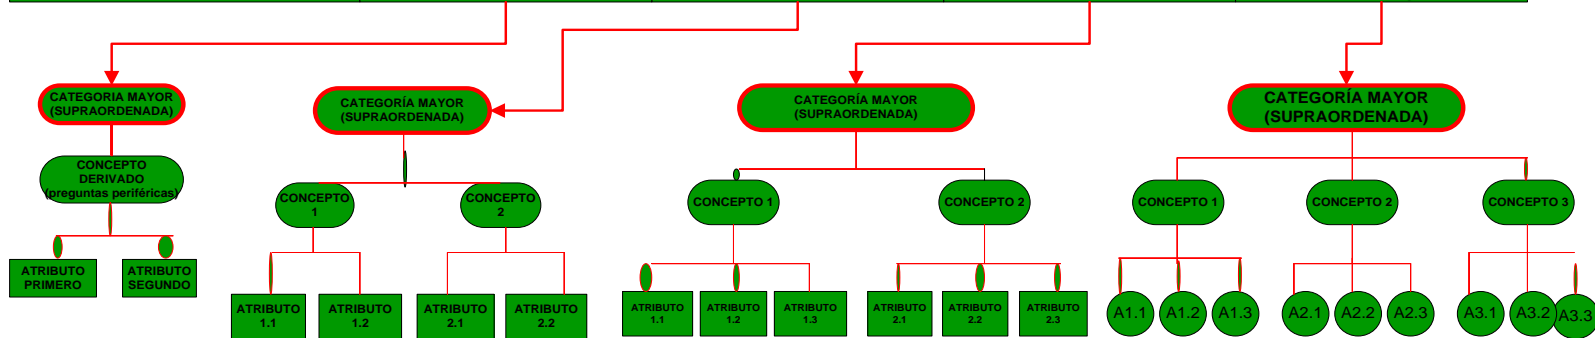 CATEGORIA MAYOR
(SUPRAORDENADA)
CATEGORÍA MAYOR
(SUPRAORDENADA)
CATEGORÍA MAYOR
(SUPRAORDENADA)
CATEGORÍA MAYOR
(SUPRAORDENADA)
CONCEPTO
DERIVADO
(preguntas periféricas)
CONCEPTO
1
CONCEPTO
2
CONCEPTO 1
CONCEPTO 2
CONCEPTO 1
CONCEPTO 2
CONCEPTO 3
ATRIBUTO
PRIMERO
ATRIBUTO
SEGUNDO
ATRIBUTO
1.1
ATRIBUTO
1.2
ATRIBUTO
2.1
ATRIBUTO
2.2
ATRIBUTO
1.1
ATRIBUTO
1.2
ATRIBUTO
1.3
ATRIBUTO
2.1
ATRIBUTO
2.2
ATRIBUTO
2.3
A1.1
A1.2
A1.3
A2.1
A2.2
A2.3
A3.1
A3.2
A3.3